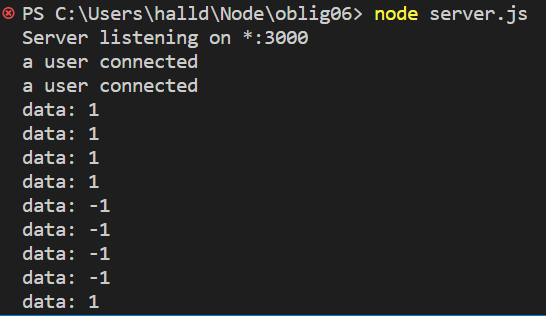 PS C:\Users\halld\Node\oblig06> node server.js
Server listening on *:3000
a user connected
a user connected
data: 1
data: 1
data: 1
data: 1
data: -1
data: -1
data: -1
data: -1
data: 1